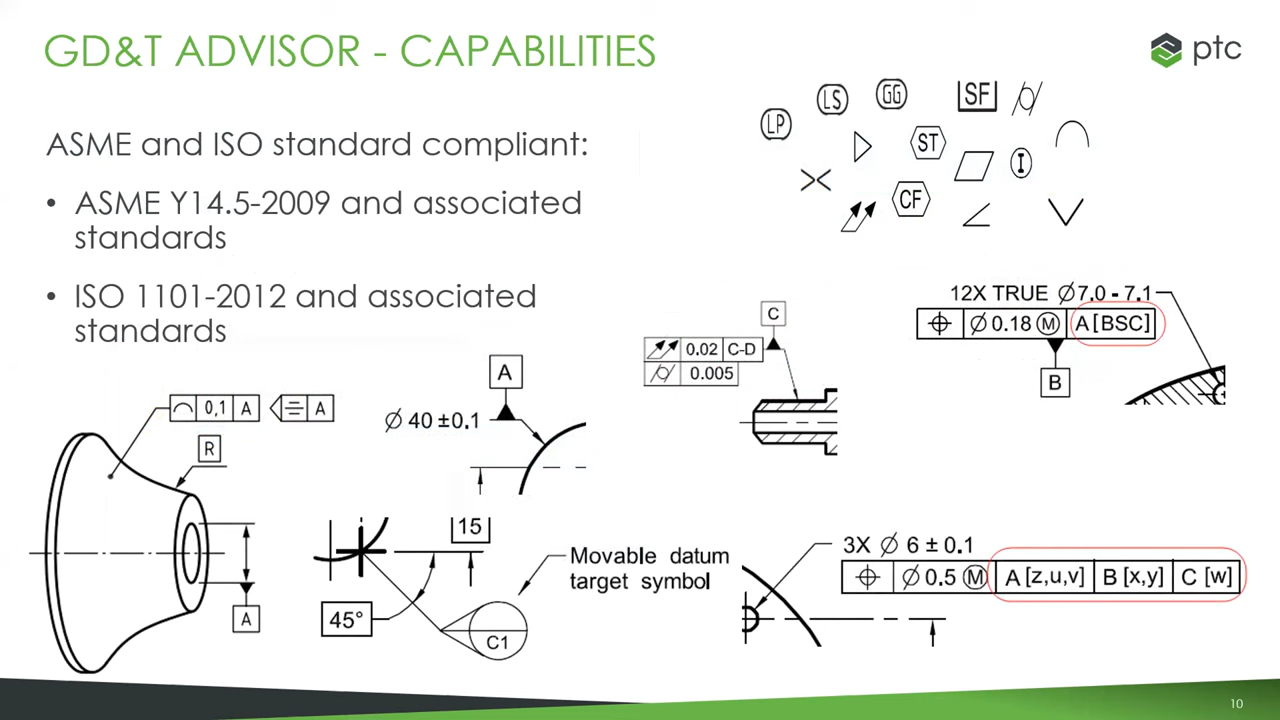 GD&T ADVISOR - CAPABILITIES
ptc
ASME and ISO standard compliant:
• ASME Y14.5-2009 and associated
standards
• ISO 1101-2012 and associated
standards
LP
LS
GG
SF
ST
I
CF
12X TRUE Ø7.0 - 7.1
Ø 0.18 Ⓜ A [BSC]
B
C
0.02 C-D
0.005
A
Ø 40 ±0.1
0,1 A A
R
A
15
45°
C1
Movable datum
target symbol
3X Ø 6 ± 0.1
Ø 0.5 Ⓜ A [z,u,v] B [x,y] C [w]
10